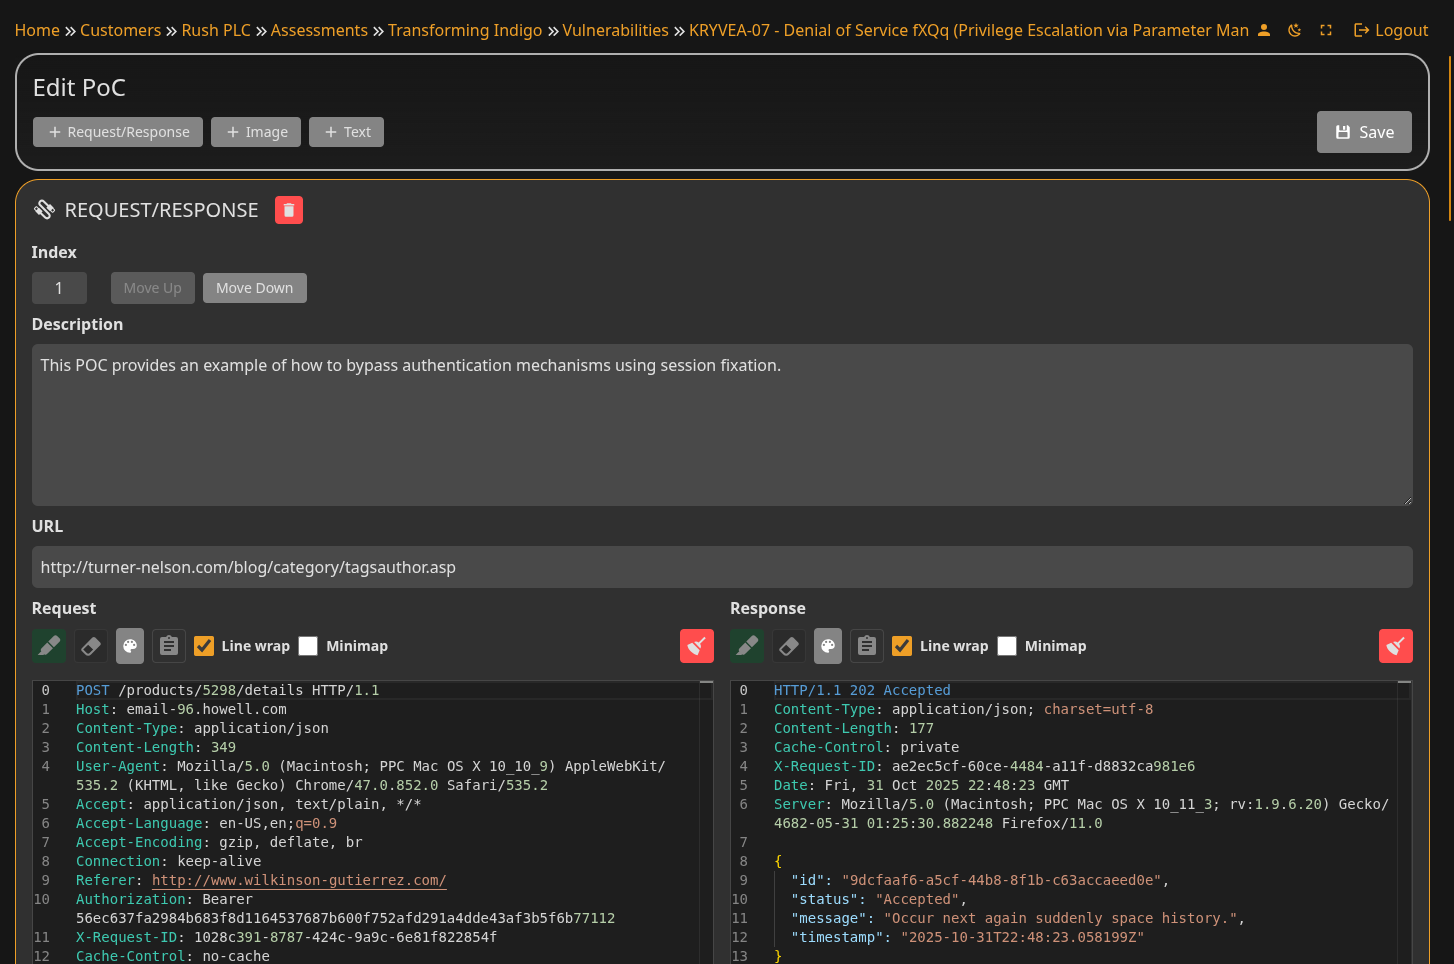 Home » Customers » Rush PLC » Assessments » Transforming Indigo » Vulnerabilities » KRYVEA-07 - Denial of Service fXQq (Privilege Escalation via Parameter Man Logout
Edit PoC
+ Request/Response + Image + Text Save
REQUEST/RESPONSE
Index
1 Move Up Move Down
Description
This POC provides an example of how to bypass authentication mechanisms using session fixation.
URL
http://turner-nelson.com/blog/category/tagsauthor.asp
Request
Line wrap Minimap
0 POST /products/5298/details HTTP/1.1
1 Host: email-96.howell.com
2 Content-Type: application/json
3 Content-Length: 349
4 User-Agent: Mozilla/5.0 (Macintosh; PPC Mac OS X 10_10_9) AppleWebKit/
535.2 (KHTML, like Gecko) Chrome/47.0.852.0 Safari/535.2
5 Accept: application/json, text/plain, */*
6 Accept-Language: en-US,en;q=0.9
7 Accept-Encoding: gzip, deflate, br
8 Connection: keep-alive
9 Referer: http://www.wilkinson-gutierrez.com/
10 Authorization: Bearer
56ec637fa2984b683f8d1164537687b600f752afd291a4dde43af3b5f6b77112
11 X-Request-ID: 1028c391-8787-424c-9a9c-6e81f822854f
12 Cache-Control: no-cache
Response
Line wrap Minimap
0 HTTP/1.1 202 Accepted
1 Content-Type: application/json; charset=utf-8
2 Content-Length: 177
3 Cache-Control: private
4 X-Request-ID: ae2ec5cf-60ce-4484-a11f-d8832ca981e6
5 Date: Fri, 31 Oct 2025 22:48:23 GMT
6 Server: Mozilla/5.0 (Macintosh; PPC Mac OS X 10_11_3; rv:1.9.6.20) Gecko/
4682-05-31 01:25:30.882248 Firefox/11.0
7
8 {
9 "id": "9dcfaaf6-a5cf-44b8-8f1b-c63accaeed0e",
10 "status": "Accepted",
11 "message": "Occur next again suddenly space history.",
12 "timestamp": "2025-10-31T22:48:23.058199Z"
13 }